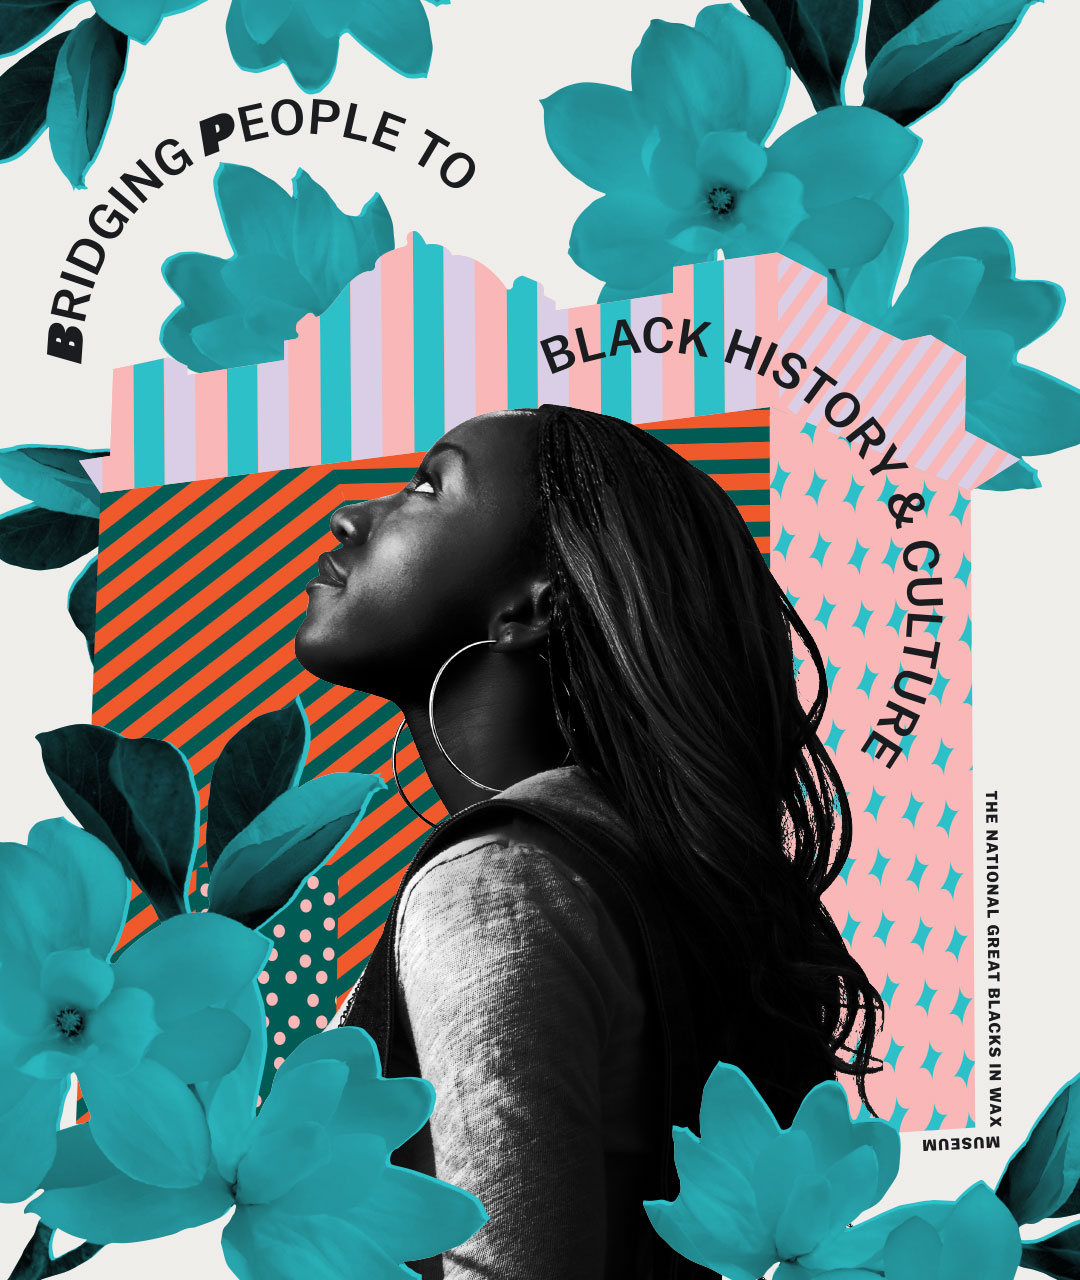 BRIDGING PEOPLE TO
BLACK HISTORY & CULTURE
THE NATIONAL GREAT BLACKS IN WAX
MUSEUM